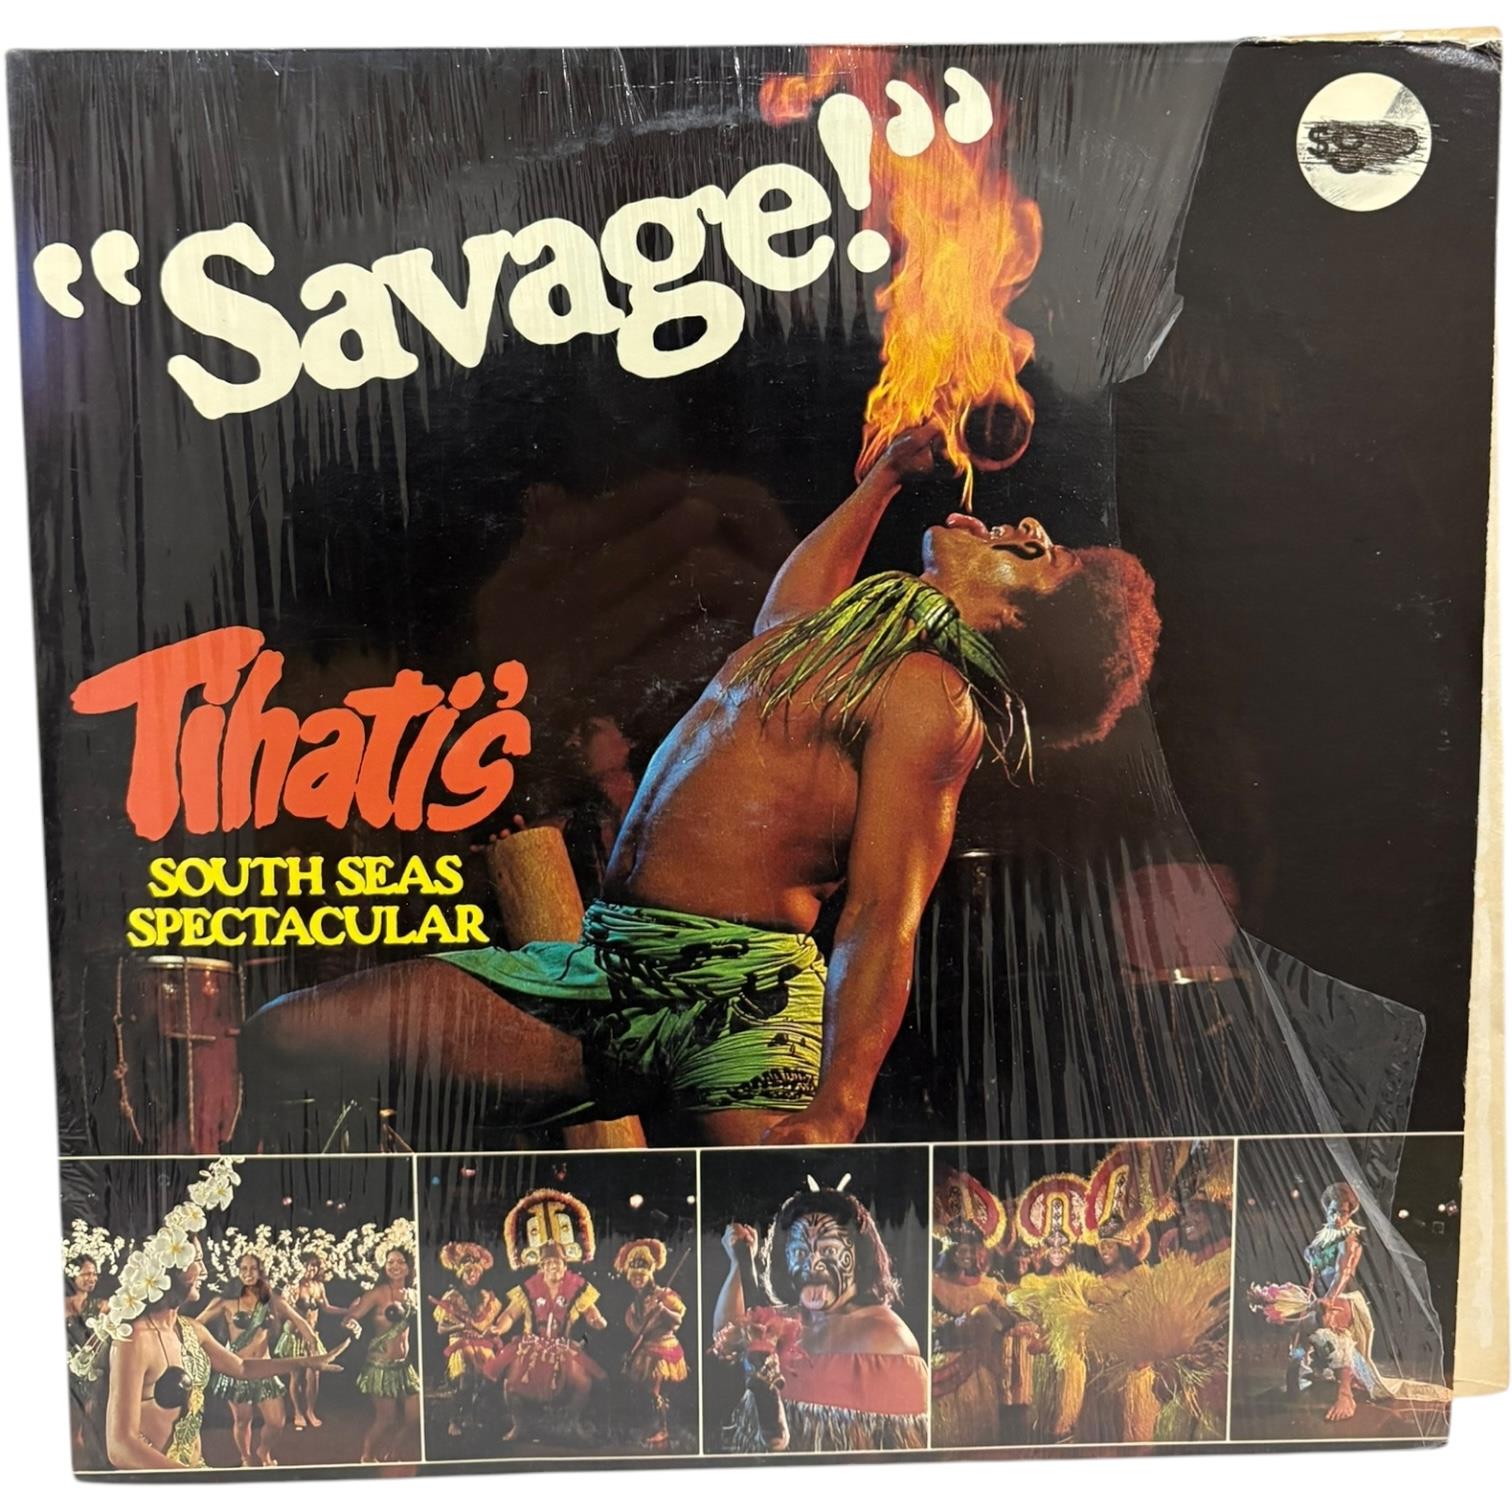 “Savage!”
Tihati's
SOUTH SEAS
SPECTACULAR